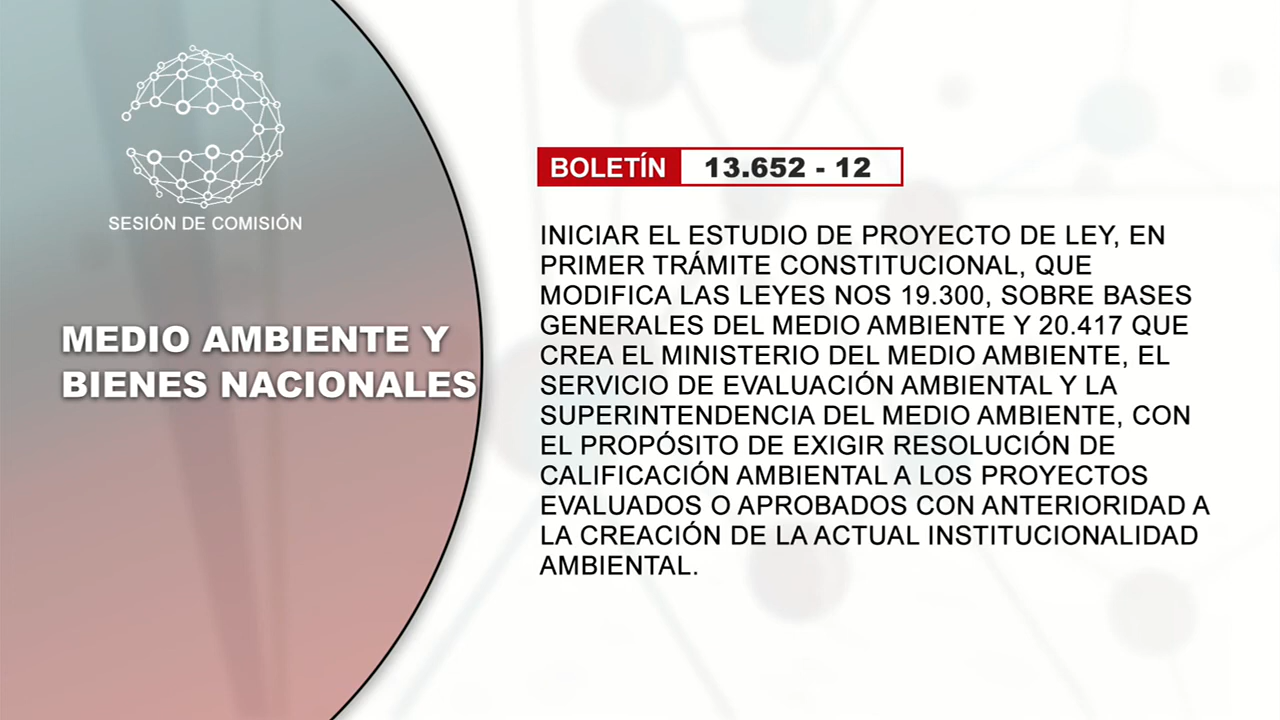 SESIÓN DE COMISIÓN
MEDIO AMBIENTE Y
BIENES NACIONALES
BOLETÍN 13.652 - 12
INICIAR EL ESTUDIO DE PROYECTO DE LEY, EN
PRIMER TRÁMITE CONSTITUCIONAL, QUE
MODIFICA LAS LEYES NOS 19.300, SOBRE BASES
GENERALES DEL MEDIO AMBIENTE Y 20.417 QUE
CREA EL MINISTERIO DEL MEDIO AMBIENTE, EL
SERVICIO DE EVALUACIÓN AMBIENTAL Y LA
SUPERINTENDENCIA DEL MEDIO AMBIENTE, CON
EL PROPÓSITO DE EXIGIR RESOLUCIÓN DE
CALIFICACIÓN AMBIENTAL A LOS PROYECTOS
EVALUADOS O APROBADOS CON ANTERIORIDAD A
LA CREACIÓN DE LA ACTUAL INSTITUCIONALIDAD
AMBIENTAL.